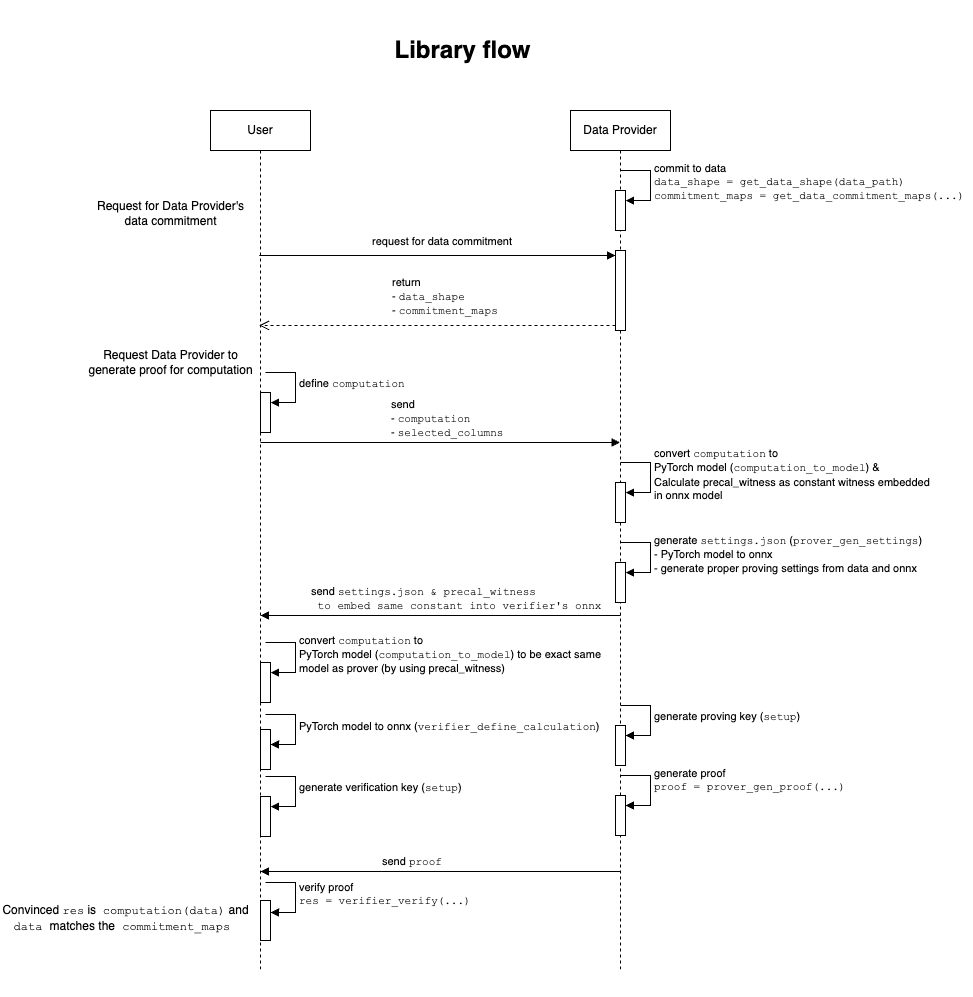 Library flow
User
Data Provider
commit to data
data_shape = get_data_shape(data_path)
commitment_maps = get_data_commitment_maps(...)
Request for Data Provider's
data commitment
request for data commitment
return
- data_shape
- commitment_maps
Request Data Provider to
generate proof for computation
define computation
send
- computation
- selected_columns
convert computation to
PyTorch model (computation_to_model) &
Calculate precal_witness as constant witness embedded
in onnx model
generate settings.json (prover_gen_settings)
- PyTorch model to onnx
- generate proper proving settings from data and onnx
send settings.json & precal_witness
to embed same constant into verifier's onnx
convert computation to
PyTorch model (computation_to_model) to be exact same
model as prover (by using precal_witness)
generate proving key (setup)
PyTorch model to onnx (verifier_define_calculation)
generate proof
proof = prover_gen_proof(...)
generate verification key (setup)
send proof
verify proof
res = verifier_verify(...)
Convinced res is computation(data) and
data matches the commitment_maps